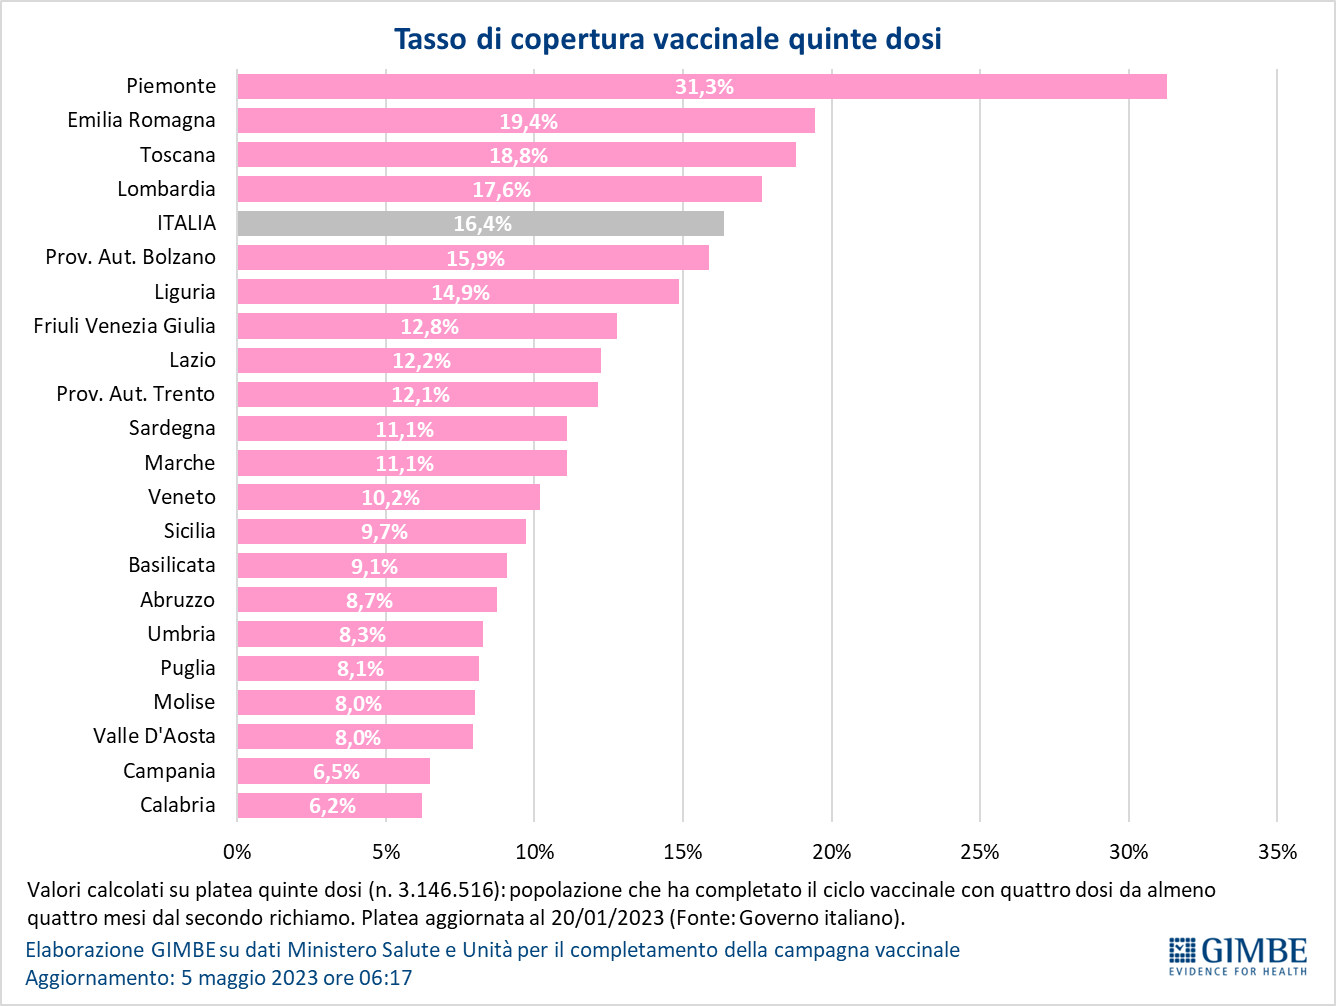 Tasso di copertura vaccinale quinte dosi
Piemonte 31,3%
Emilia Romagna 19,4%
Toscana 18,8%
Lombardia 17,6%
ITALIA 16,4%
Prov. Aut. Bolzano 15,9%
Liguria 14,9%
Friuli Venezia Giulia 12,8%
Lazio 12,2%
Prov. Aut. Trento 12,1%
Sardegna 11,1%
Marche 11,1%
Veneto 10,2%
Sicilia 9,7%
Basilicata 9,1%
Abruzzo 8,7%
Umbria 8,3%
Puglia 8,1%
Molise 8,0%
Valle D'Aosta 8,0%
Campania 6,5%
Calabria 6,2%
0% 5% 10% 15% 20% 25% 30% 35%
Valori calcolati su platea quinte dosi (n. 3.146.516): popolazione che ha completato il ciclo vaccinale con quattro dosi da almeno
quattro mesi dal secondo richiamo. Platea aggiornata al 20/01/2023 (Fonte: Governo italiano).
Elaborazione GIMBE su dati Ministero Salute e Unità per il completamento della campagna vaccinale
Aggiornamento: 5 maggio 2023 ore 06:17
GIMBE
EVIDENCE FOR HEALTH